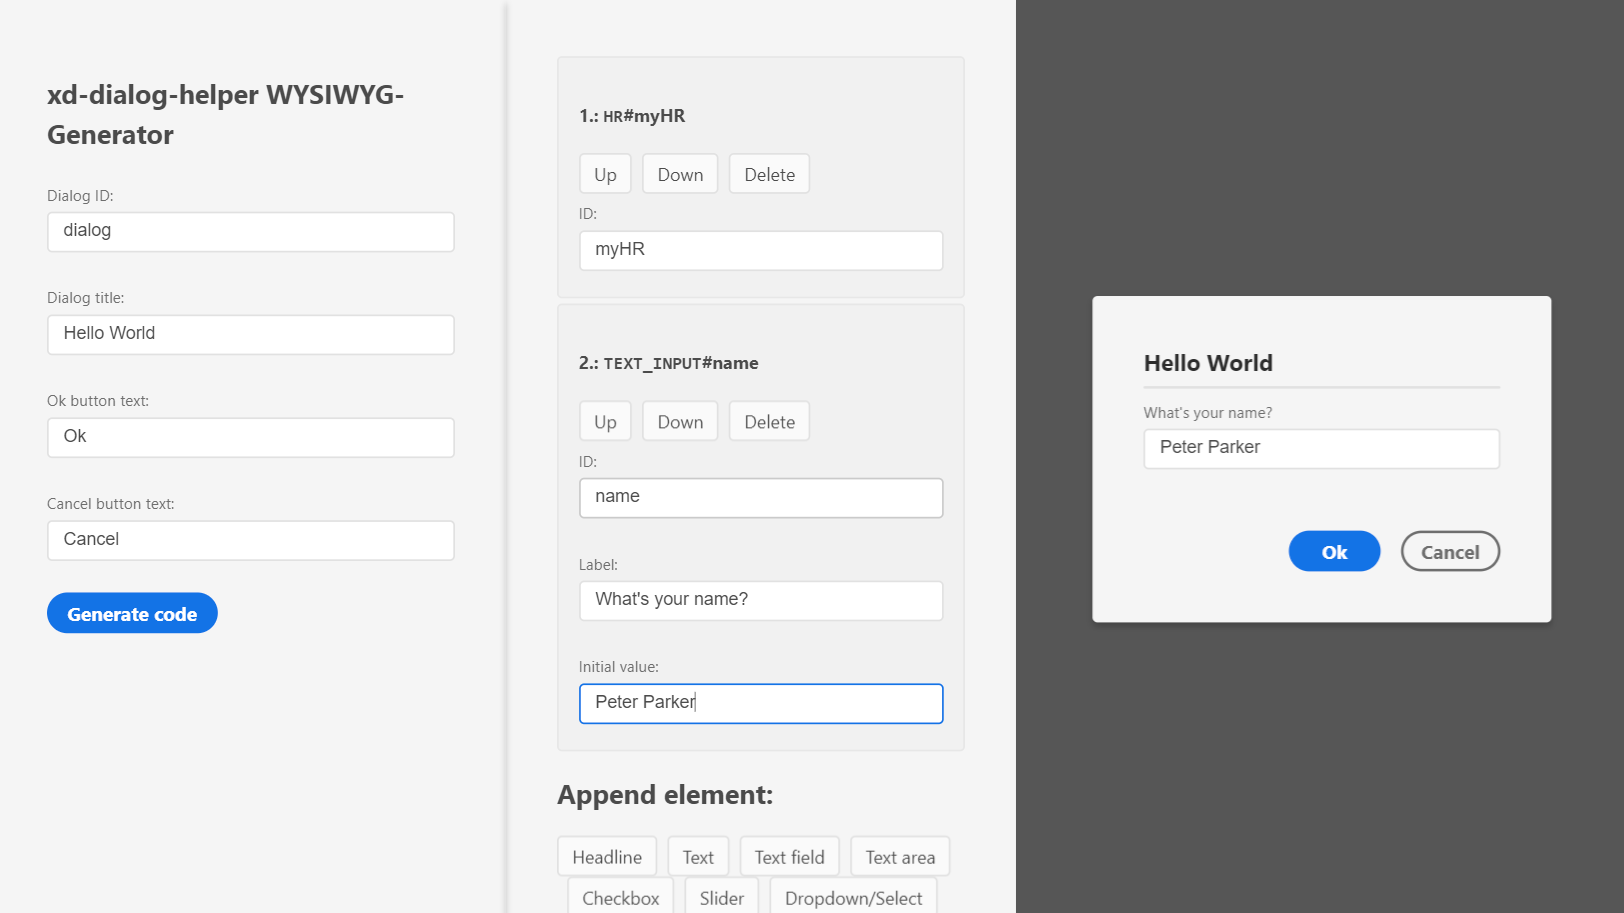 xd-dialog-helper WYSIWYG-
Generator
Dialog ID:
dialog
Dialog title:
Hello World
Ok button text:
Ok
Cancel button text:
Cancel
Generate code
1.: HR#myHR
Up Down Delete
ID:
myHR
2.: TEXT_INPUT#name
Up Down Delete
ID:
name
Label:
What's your name?
Initial value:
Peter Parker
Append element:
Headline Text Text field Text area
Checkbox Slider Dropdown/Select
Hello World
What's your name?
Peter Parker
Ok Cancel